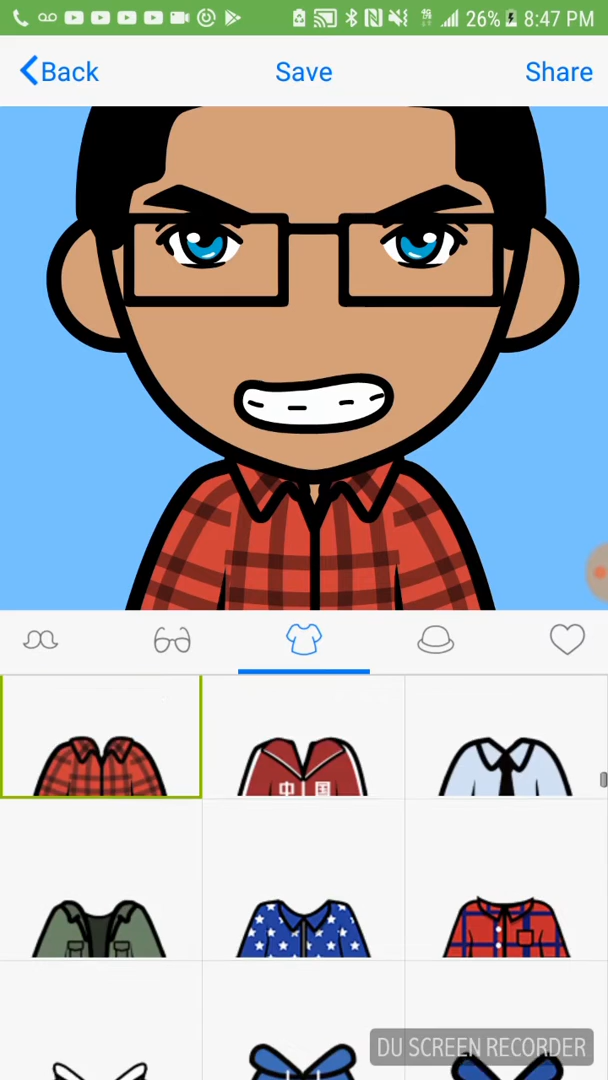 26% 8:47 PM
Back Save Share
中 国
DU SCREEN RECORDER